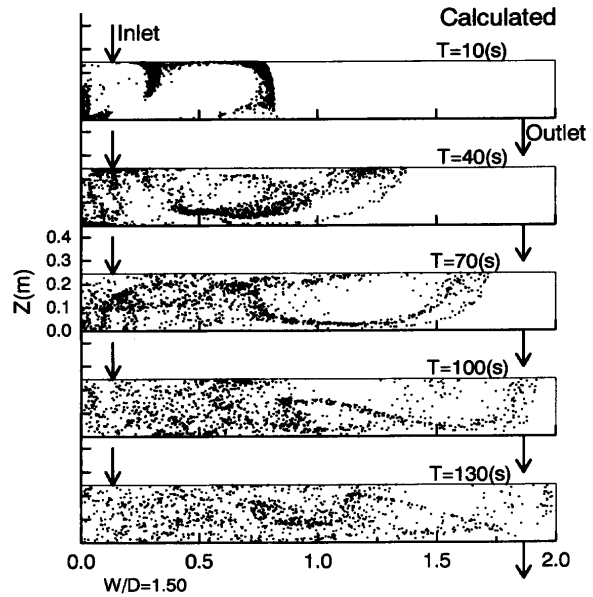 Calculated
Inlet
T=10(s)
Outlet
T=40(s)
0.4
T=70(s)
0.3
Z(m)
0.2
0.1
0.0
T=100(s)
T=130(s)
0.0 0.5 1.0 1.5 2.0
W/D=1.50